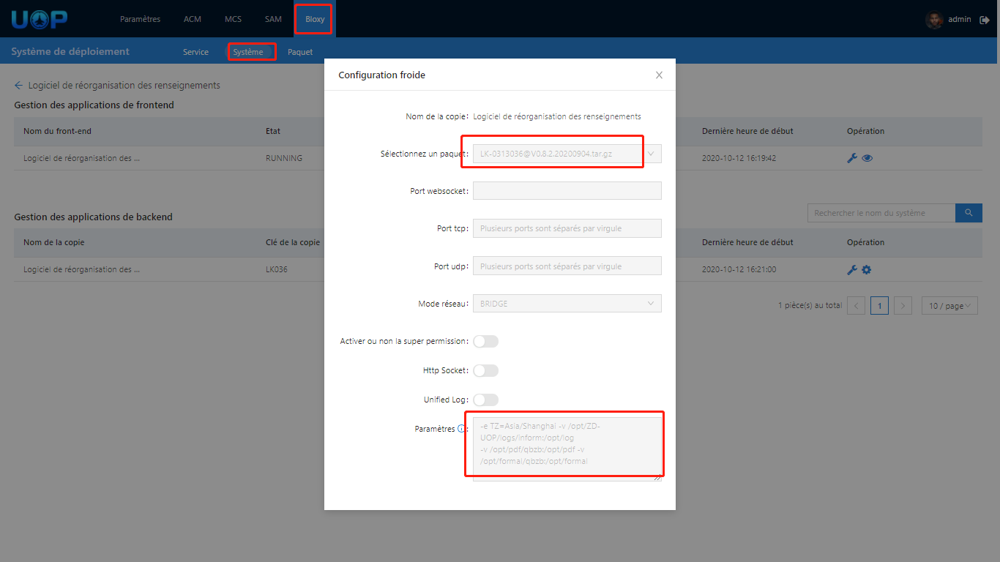 UOP
Paramètres
ACM
MCS
SAM
Bloxy
admin
Système de déploiement
Service
Système
Paquet
Logiciel de réorganisation des renseignements
Gestion des applications de frontend
Nom du front-end
Etat
Dernière heure de début
Opération
Logiciel de réorganisation des ...
RUNNING
2020-10-12 16:19:42
Gestion des applications de backend
Rechercher le nom du système
Nom de la copie
Clé de la copie
Dernière heure de début
Opération
Logiciel de réorganisation des ...
LK036
2020-10-12 16:21:00
1 pièce(s) au total
1
10 / page
Configuration froide
Nom de la copie: Logiciel de réorganisation des renseignements
Sélectionnez un paquet: LK-0313036@V0.8.2.20200904.tar.gz
Port websocket:
Port tcp: Plusieurs ports sont séparés par virgule
Port udp: Plusieurs ports sont séparés par virgule
Mode réseau: BRIDGE
Activer ou non la super permission:
Http Socket:
Unified Log:
Paramètres :
-e TZ=Asia/Shanghai -v /opt/ZD-
UOP/logs/inform:/opt/log
-v /opt/pdf/qbzb:/opt/pdf -v
/opt/formal/qbzb:/opt/formal